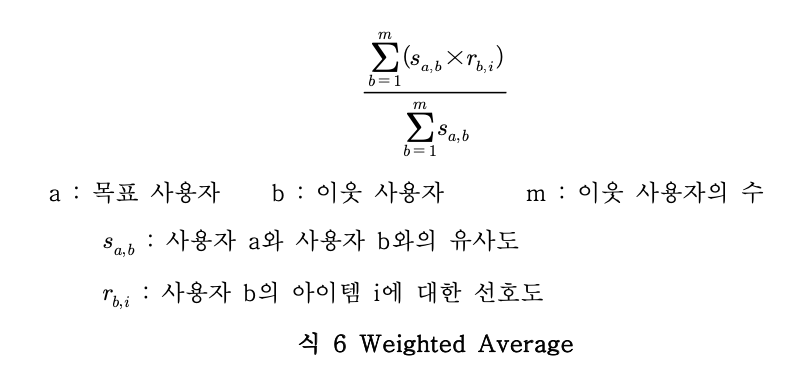 m
∑(s_{a,b}×r_{b,i})
b=1
m
∑s_{a,b}
b=1
a : 목표 사용자 b : 이웃 사용자 m : 이웃 사용자의 수
s_{a,b} : 사용자 a와 사용자 b와의 유사도
r_{b,i} : 사용자 b의 아이템 i에 대한 선호도
식 6 Weighted Average